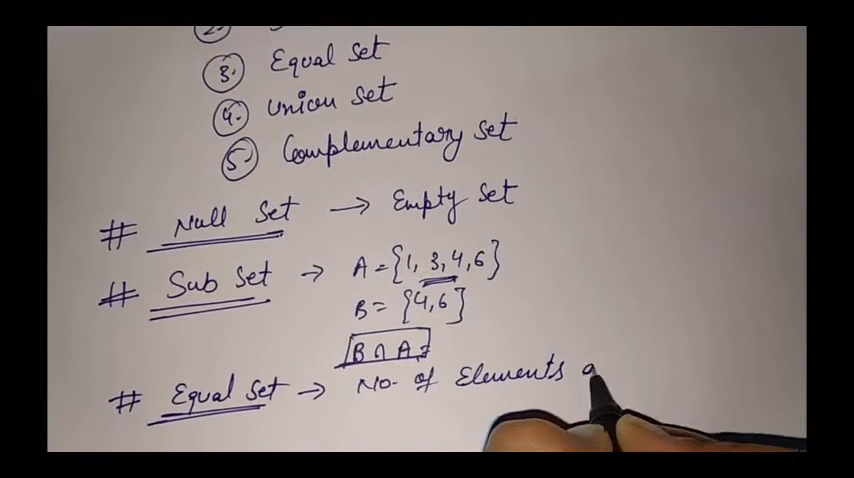 2.
3. Equal Set
4. Union Set
5. Complementary Set
# Null Set → Empty Set
# Sub Set → A = {1, 3, 4, 6}
B = {4, 6}
B ∩ A =
# Equal Set → No. of Elements a